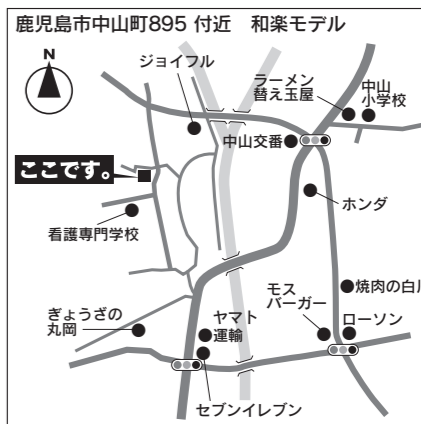 鹿児島市中山町895 付近　和楽モデル
N
ジョイフル
ラーメン
替え玉屋
中山
小学校
中山交番
ここです。
ホンダ
看護専門学校
焼肉の白川
ぎょうざの
丸岡
ヤマト
運輸
モス
バーガー
ローソン
セブンイレブン